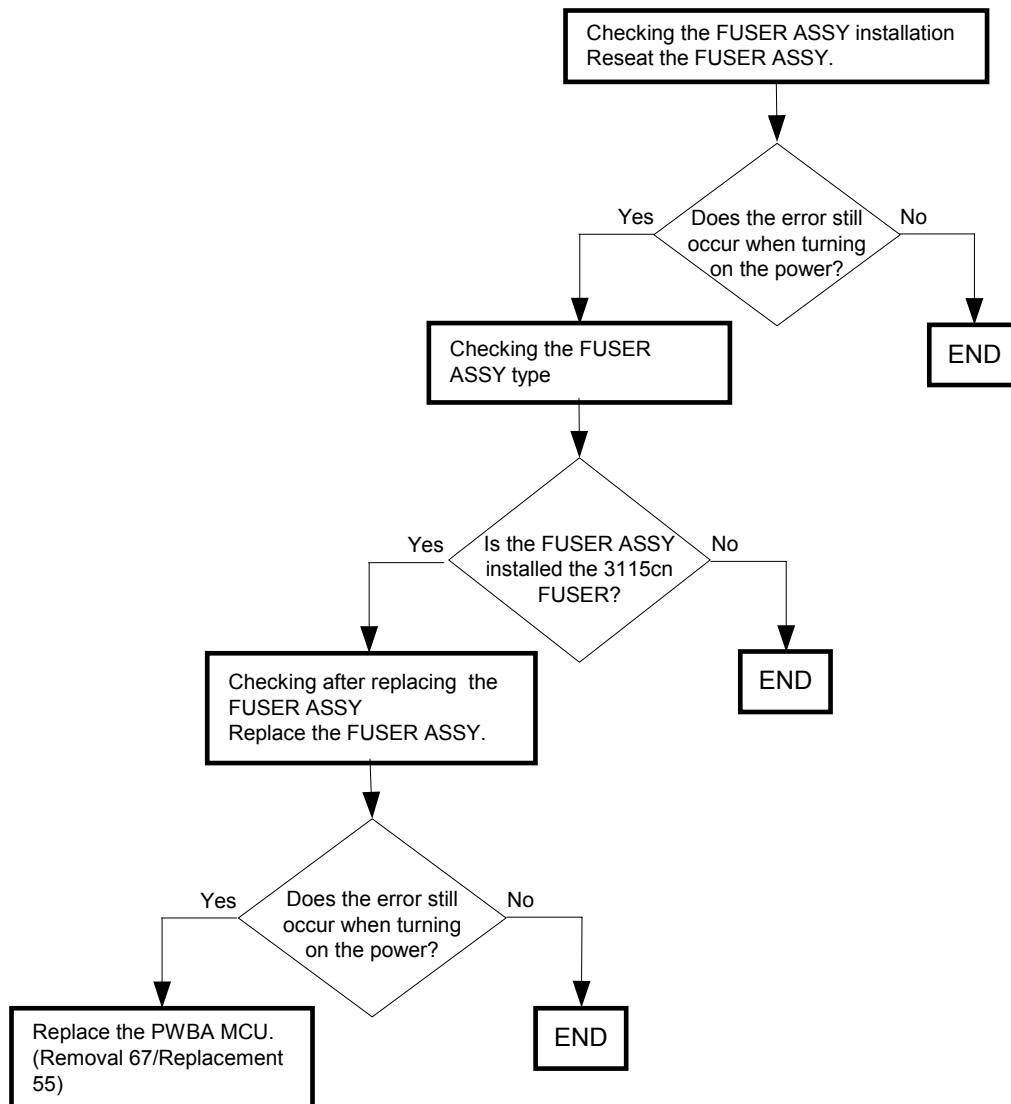 Checking the FUSER ASSY installation
Reseat the FUSER ASSY.
Yes
Does the error still
occur when turning
on the power?
No
Checking the FUSER
ASSY type
END
Yes
Is the FUSER ASSY
installed the 3115cn
FUSER?
No
Checking after replacing the
FUSER ASSY
Replace the FUSER ASSY.
END
Yes
Does the error still
occur when turning
on the power?
No
Replace the PWBA MCU.
(Removal 67/Replacement
55)
END